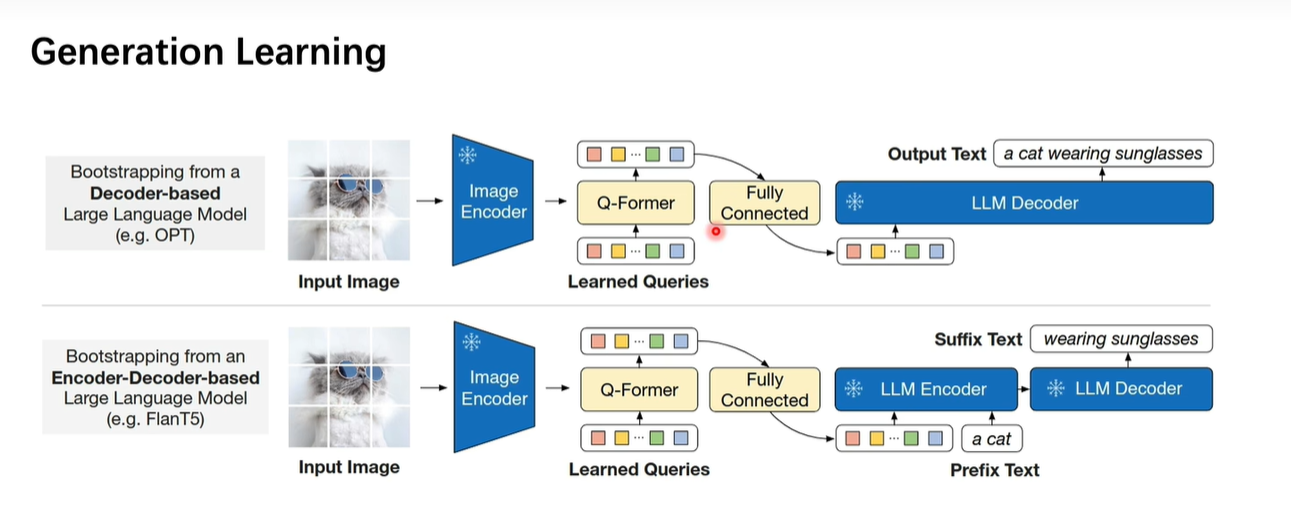 Generation Learning
Bootstrapping from a
Decoder-based
Large Language Model
(e.g. OPT)
Input Image
Image
Encoder
Q-Former
Learned Queries
Fully
Connected
Output Text
a cat wearing sunglasses
LLM Decoder
Bootstrapping from an
Encoder-Decoder-based
Large Language Model
(e.g. FlanT5)
Input Image
Image
Encoder
Q-Former
Learned Queries
Fully
Connected
Suffix Text
wearing sunglasses
LLM Encoder
LLM Decoder
a cat
Prefix Text